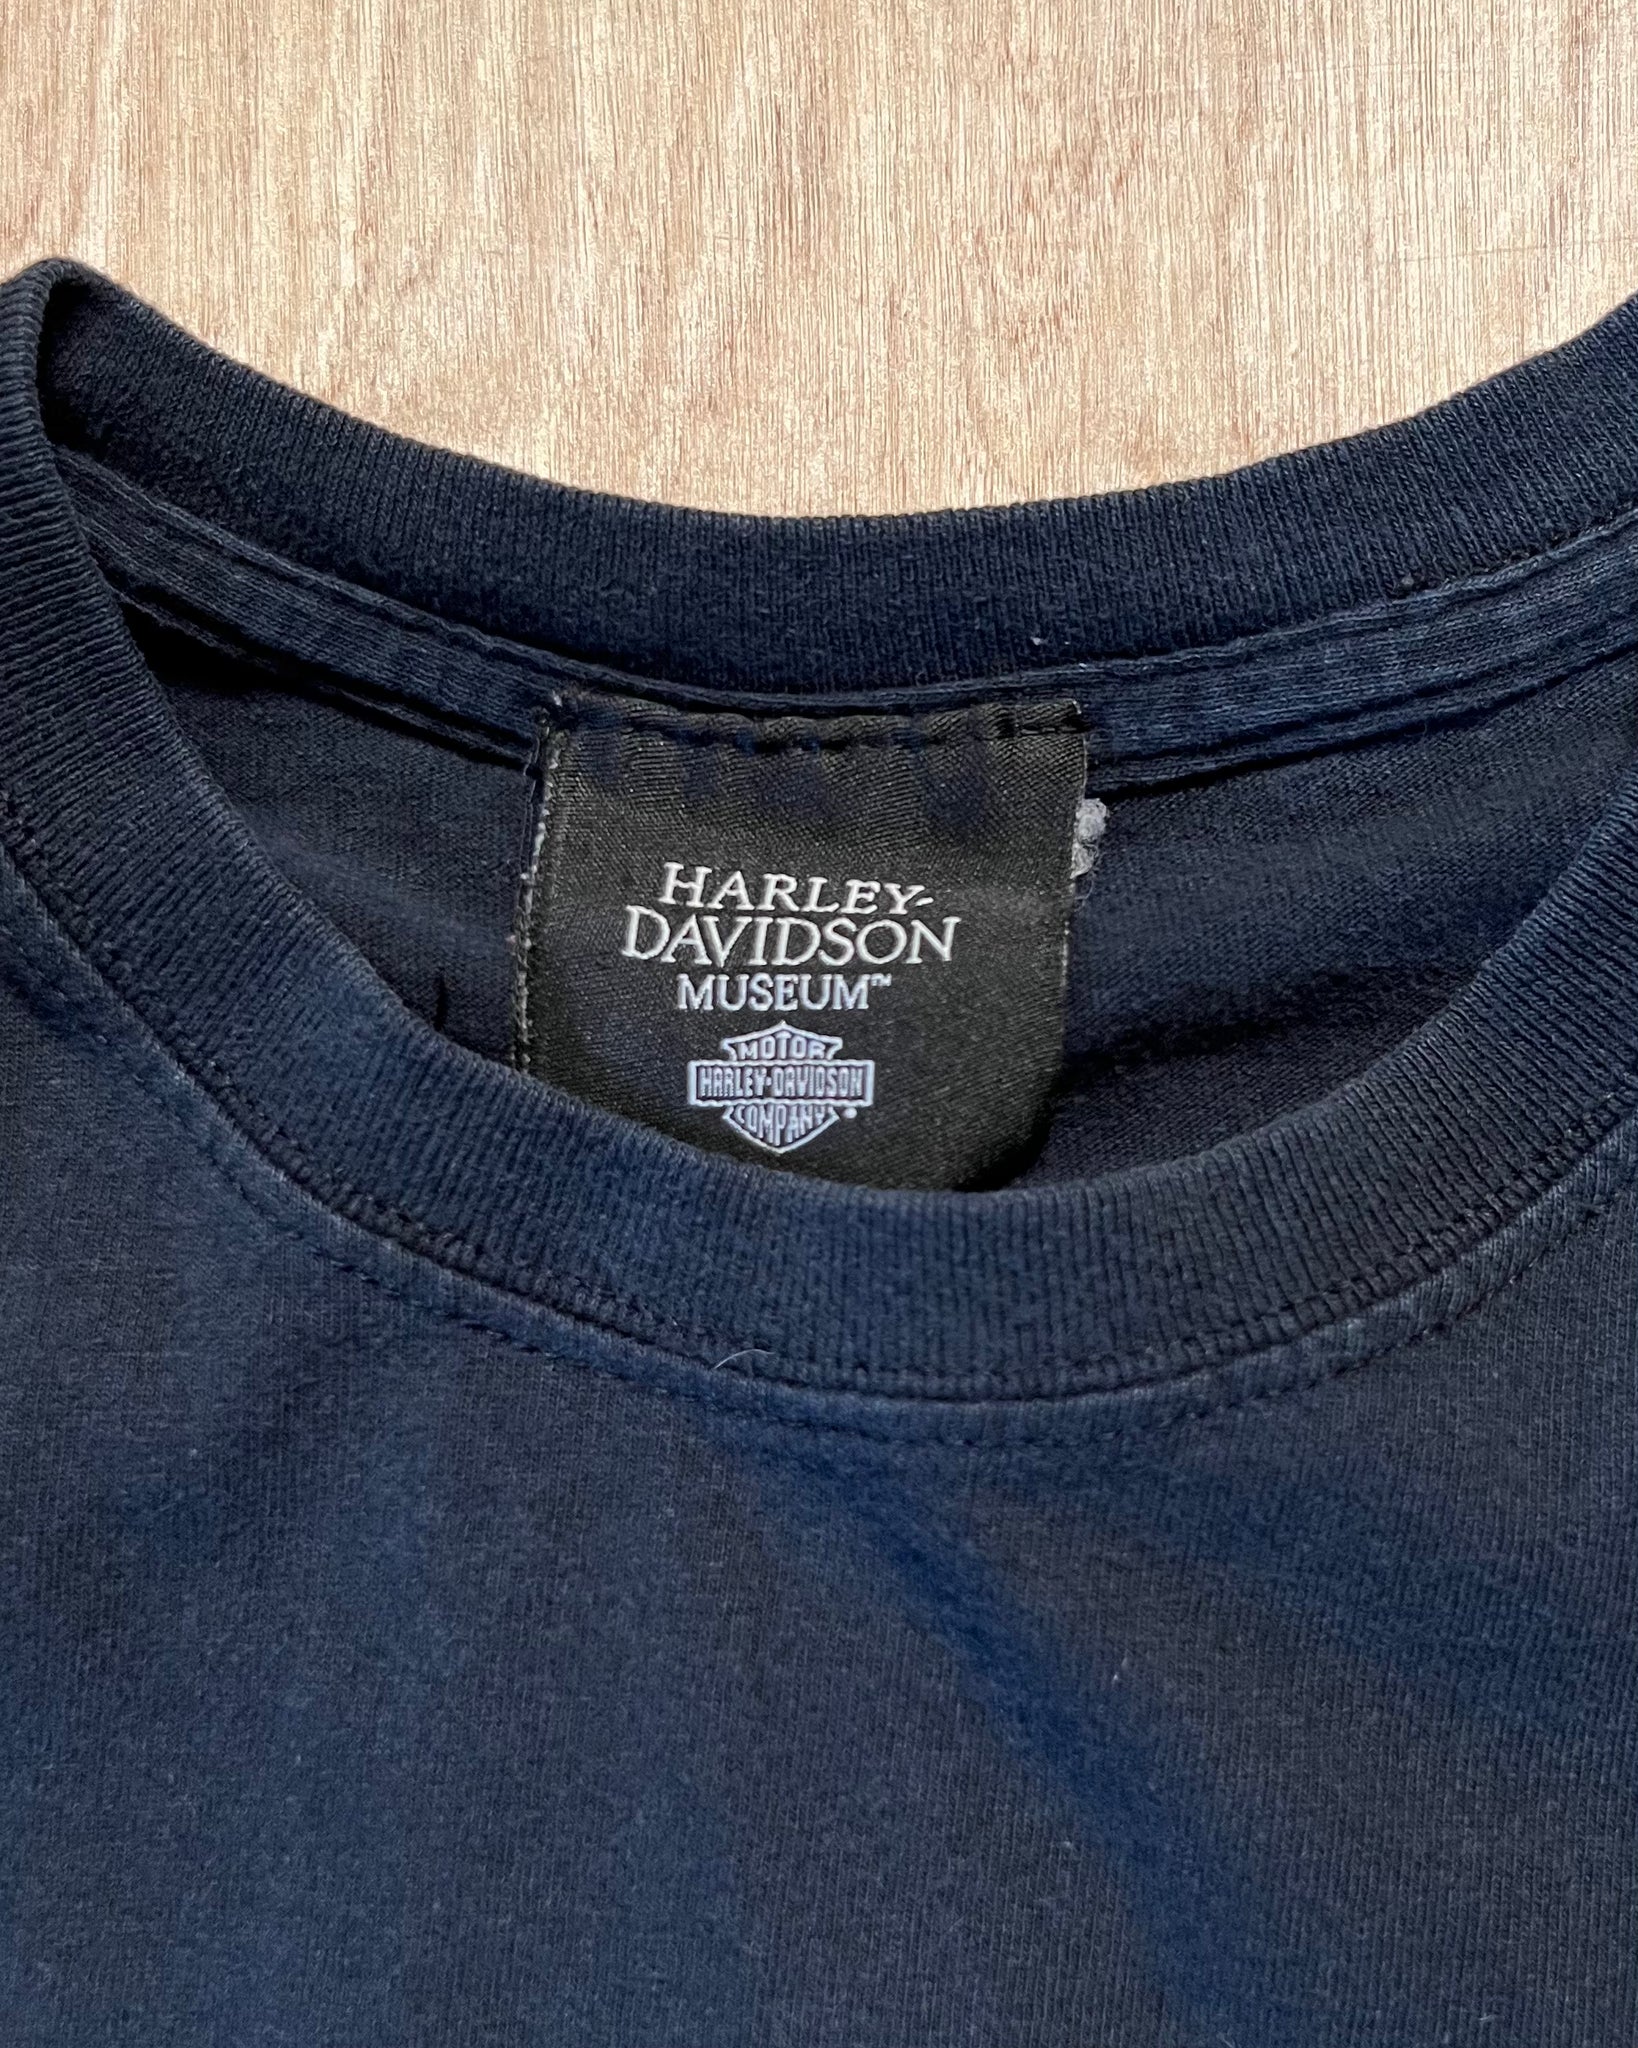 HARLEY-
DAVIDSON
MUSEUM™
MOTOR
HARLEY-DAVIDSON
COMPANY®